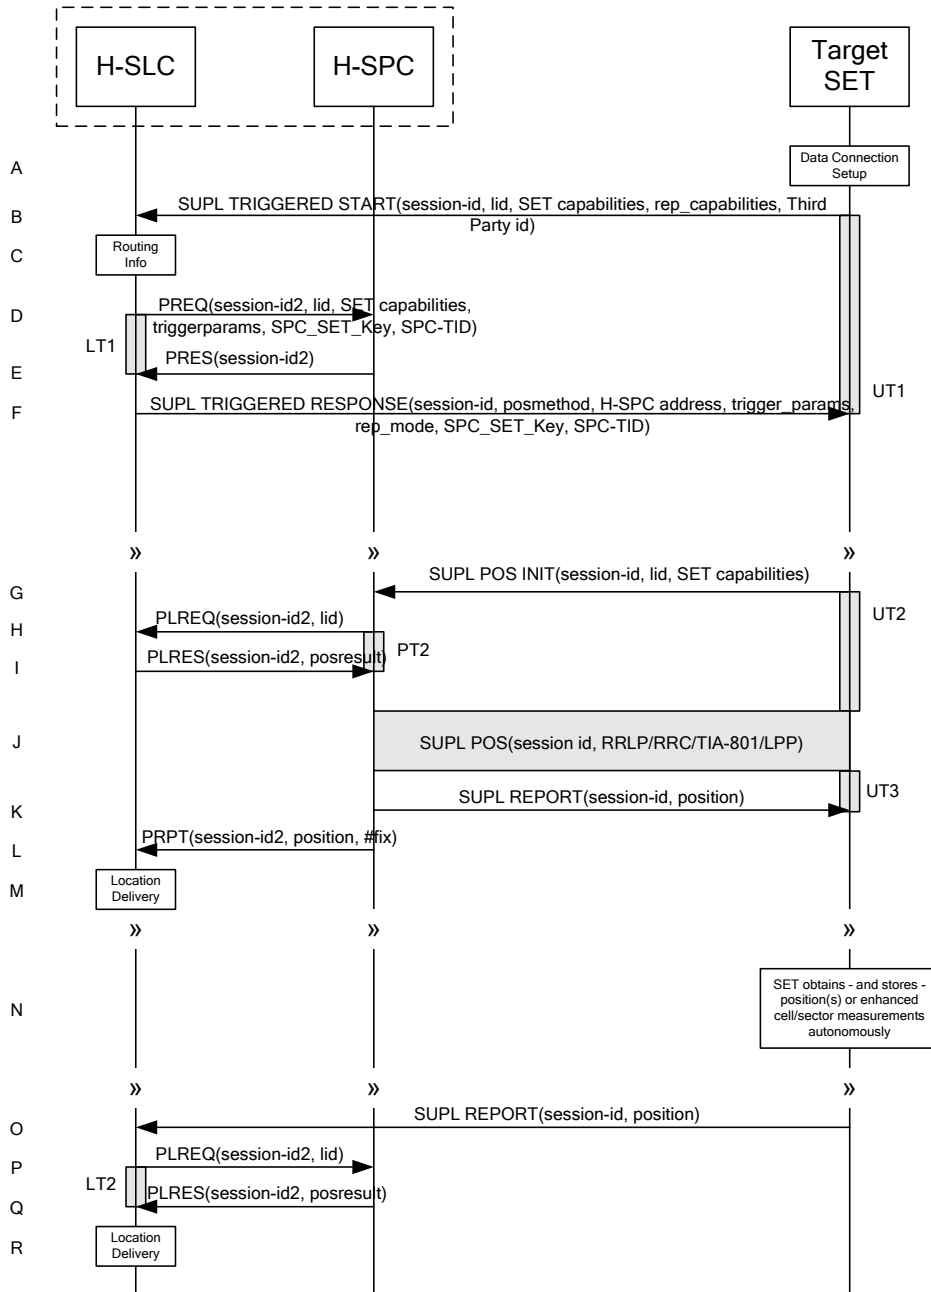 H-SLC
H-SPC
Target
SET
A
Data Connection
Setup
B
SUPL TRIGGERED START(session-id, lid, SET capabilities, rep_capabilities, Third
Party id)
C
Routing
Info
D
PREQ(session-id2, lid, SET capabilities,
triggerparams, SPC_SET_Key, SPC-TID)
LT1
E
PRES(session-id2)
UT1
F
SUPL TRIGGERED RESPONSE(session-id, posmethod, H-SPC address, trigger_params,
rep_mode, SPC_SET_Key, SPC-TID)
» » »
G
SUPL POS INIT(session-id, lid, SET capabilities)
UT2
H
PLREQ(session-id2, lid)
PT2
I
PLRES(session-id2, posresult)
J
SUPL POS(session id, RRLP/RRC/TIA-801/LPP)
UT3
K
SUPL REPORT(session-id, position)
L
PRPT(session-id2, position, #fix)
M
Location
Delivery
» » »
N
SET obtains - and stores -
position(s) or enhanced
cell/sector measurements
autonomously
» » »
O
SUPL REPORT(session-id, position)
P
PLREQ(session-id2, lid)
LT2
Q
PLRES(session-id2, posresult)
R
Location
Delivery